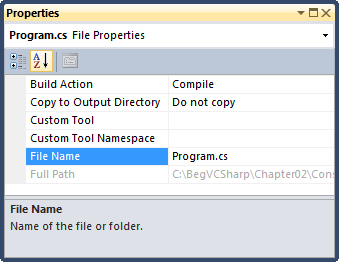 Properties
Program.cs File Properties
A
Z
Build Action Compile
Copy to Output Directory Do not copy
Custom Tool
Custom Tool Namespace
File Name Program.cs
Full Path C:\BegVCSharp\Chapter02\Cons
File Name
Name of the file or folder.